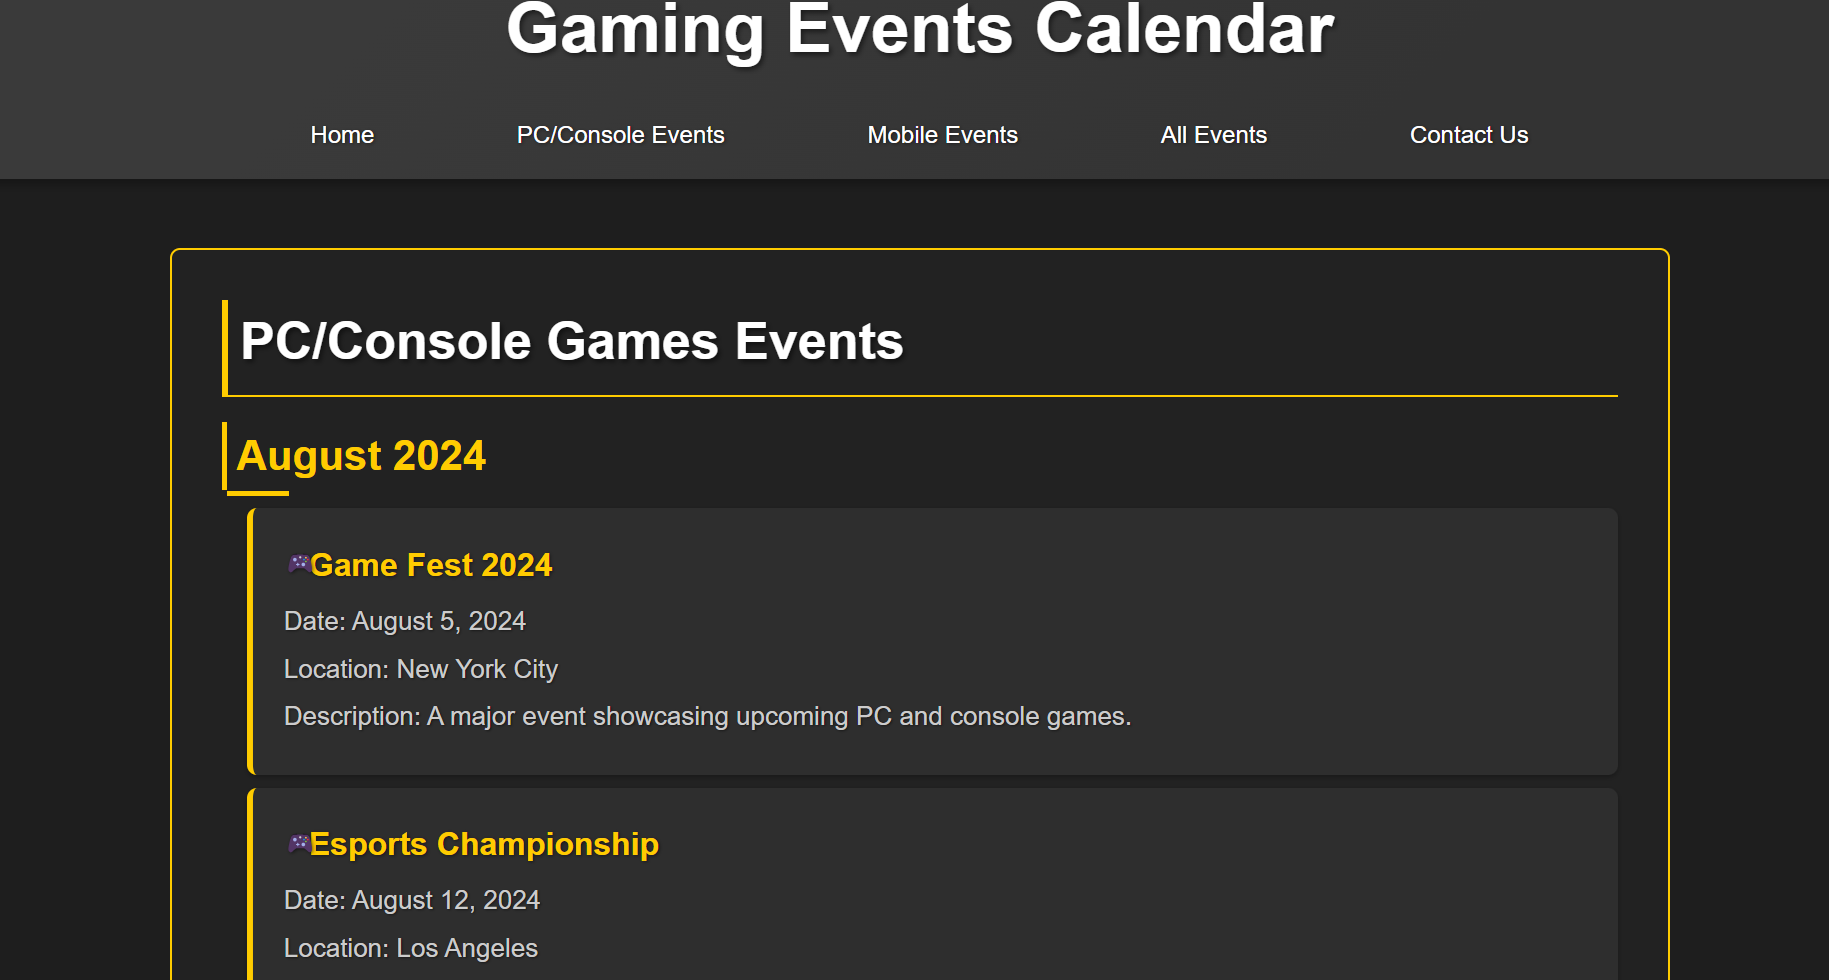 Gaming Events Calendar
Home PC/Console Events Mobile Events All Events Contact Us
PC/Console Games Events
August 2024
Game Fest 2024
Date: August 5, 2024
Location: New York City
Description: A major event showcasing upcoming PC and console games.
Esports Championship
Date: August 12, 2024
Location: Los Angeles